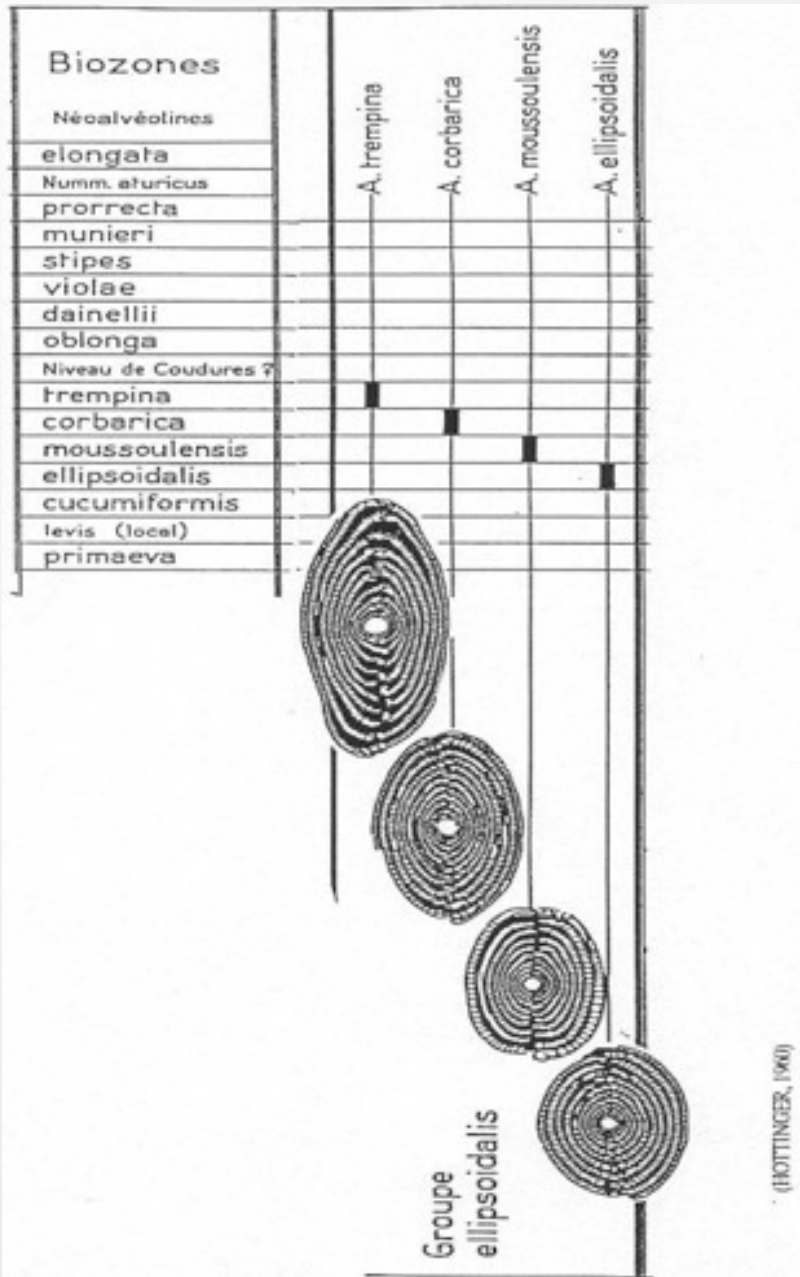 Biozones
Néoalvéolines
elongata
Numm. aturicus
prorrecta
munieri
stipes
violae
dainellii
oblonga
Niveau de Coudures ?
trempina
corbarica
moussoulensis
ellipsoidalis
cucumiformis
levis (local)
primaeva
A. trempina
A. corbarica
A. moussoulensis
A. ellipsoidalis
Groupe
ellipsoidalis
(HOTTINGER, 1960)